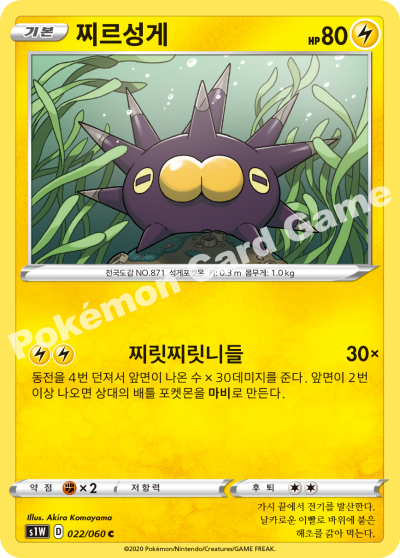 기본 찌르성게 HP 80
전국도감 NO.871 성게포켓몬 키: 0.3 m 몸무게: 1.0 kg
Pokémon Card Game
찌릿찌릿니들 30×
동전을 4번 던져서 앞면이 나온 수×30데미지를 준다. 앞면이 2번
이상 나오면 상대의 배틀 포켓몬을 마비로 만든다.
약점 ×2 저항력 후퇴
Illus. Akira Komayama
s1W D 022/060 C
가시 끝에서 전기를 발산한다.
날카로운 이빨로 바위에 붙은
해초를 갉아 먹는다.
©2020 Pokémon/Nintendo/Creatures/GAME FREAK.